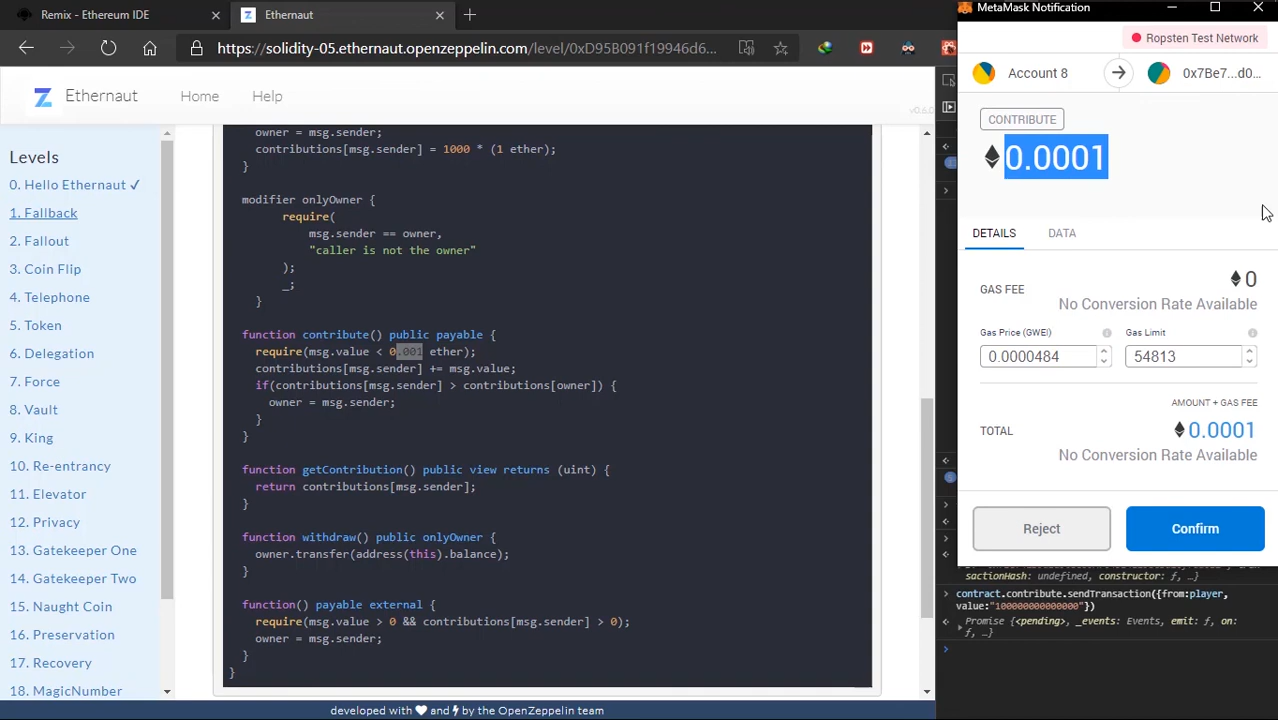 Remix - Ethereum IDE
Ethernaut
https://solidity-05.ethernaut.openzeppelin.com/level/0xD95B091f19946d6...
Ethernaut
Home
Help
v0.6.0
Levels
0. Hello Ethernaut ✓
1. Fallback
2. Fallout
3. Coin Flip
4. Telephone
5. Token
6. Delegation
7. Force
8. Vault
9. King
10. Re-entrancy
11. Elevator
12. Privacy
13. Gatekeeper One
14. Gatekeeper Two
15. Naught Coin
16. Preservation
17. Recovery
18. MagicNumber
owner = msg.sender;
contributions[msg.sender] = 1000 * (1 ether);
}
modifier onlyOwner {
require(
msg.sender == owner,
"caller is not the owner"
);
_;
}
function contribute() public payable {
require(msg.value < 0.001 ether);
contributions[msg.sender] += msg.value;
if(contributions[msg.sender] > contributions[owner]) {
owner = msg.sender;
}
}
function getContribution() public view returns (uint) {
return contributions[msg.sender];
}
function withdraw() public onlyOwner {
owner.transfer(address(this).balance);
}
function() payable external {
require(msg.value > 0 && contributions[msg.sender] > 0);
owner = msg.sender;
}
}
developed with ❤ and ⚡ by the OpenZeppelin team
MetaMask Notification
Ropsten Test Network
Account 8
0x7Be7...d0...
CONTRIBUTE
0.0001
DETAILS
DATA
GAS FEE
0
No Conversion Rate Available
Gas Price (GWEI)
Gas Limit
0.0000484
54813
AMOUNT + GAS FEE
TOTAL
0.0001
No Conversion Rate Available
Reject
Confirm
sactionHash: undefined, constructor: ƒ, …}
contract.contribute.sendTransaction({from:player,
value:"100000000000000"})
Promise {<pending>, _events: Events, emit: ƒ, on:
ƒ, …}